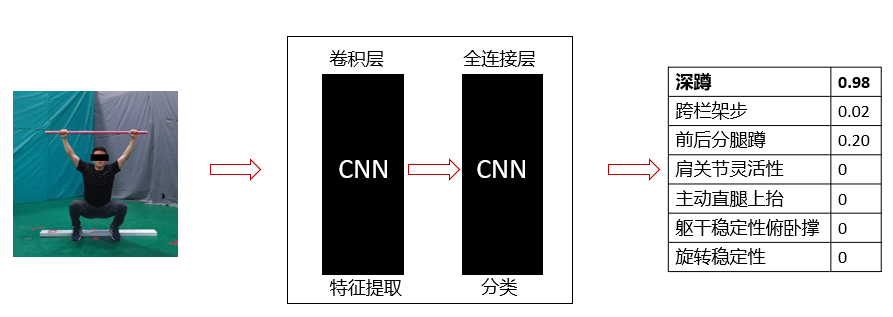 卷积层
全连接层
CNN
CNN
特征提取
分类
深蹲 0.98
跨栏架步 0.02
前后分腿蹲 0.20
肩关节灵活性 0
主动直腿上抬 0
躯干稳定性俯卧撑 0
旋转稳定性 0